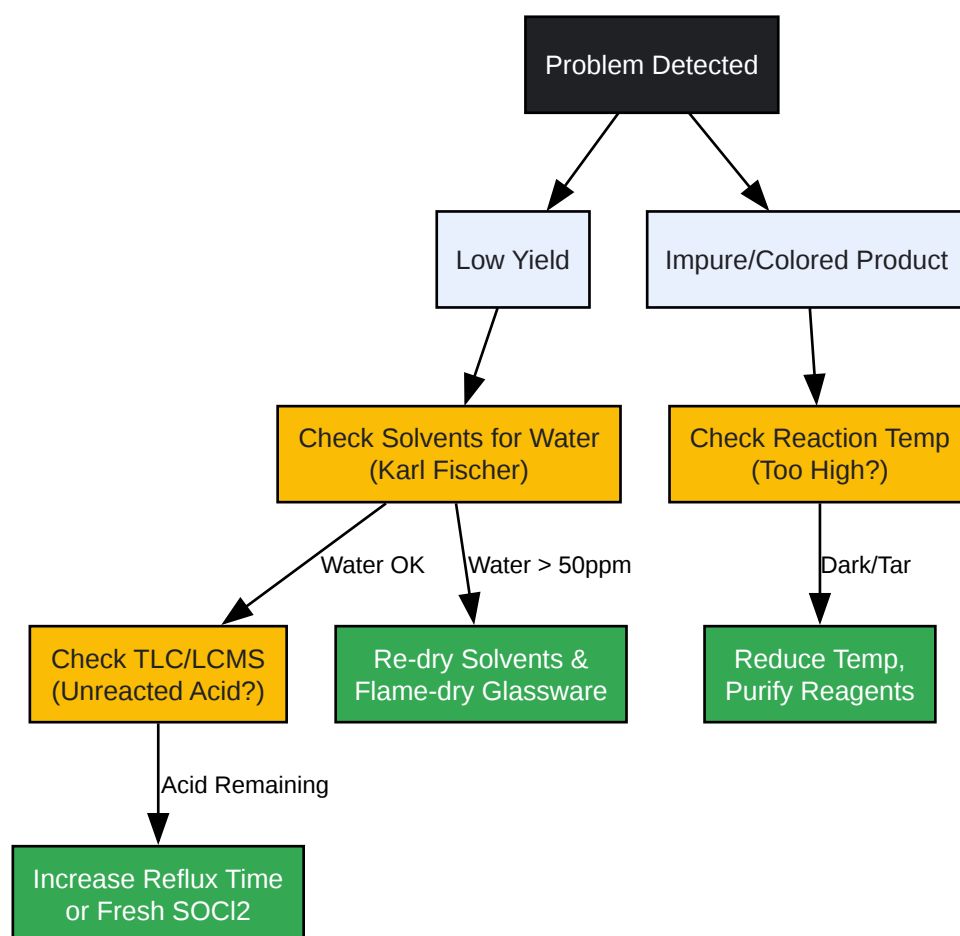 Problem Detected
Low Yield
Impure/Colored Product
Check Solvents for Water
(Karl Fischer)
Check Reaction Temp
(Too High?)
Water OK
Water > 50ppm
Dark/Tar
Check TLC/LCMS
(Unreacted Acid?)
Re-dry Solvents &
Flame-dry Glassware
Reduce Temp,
Purify Reagents
Acid Remaining
Increase Reflux Time
or Fresh SOCl2